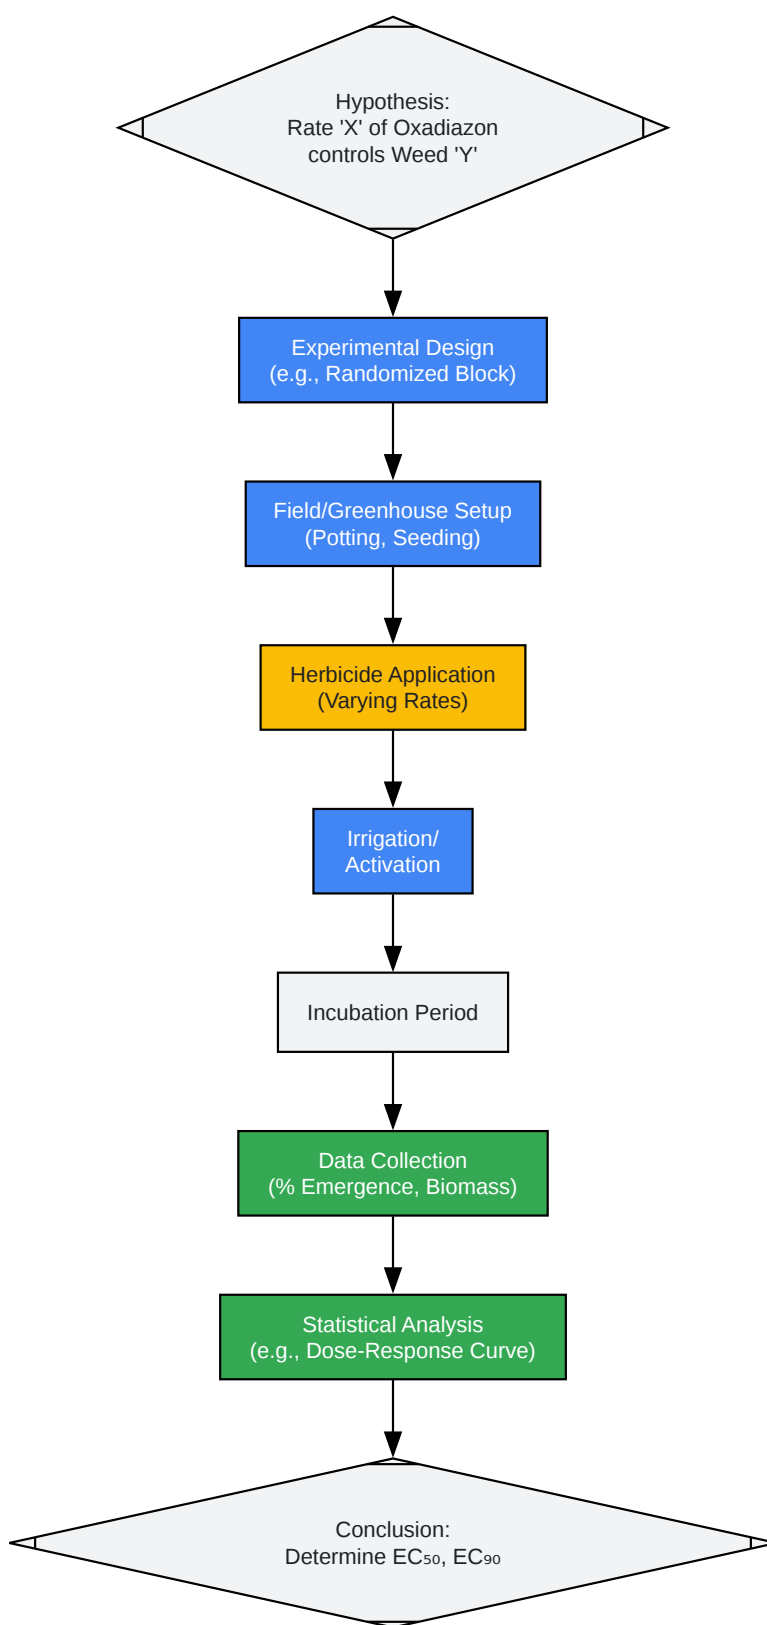 Hypothesis:
Rate 'X' of Oxadiazon
controls Weed 'Y'
Experimental Design
(e.g., Randomized Block)
Field/Greenhouse Setup
(Potting, Seeding)
Herbicide Application
(Varying Rates)
Irrigation/
Activation
Incubation Period
Data Collection
(% Emergence, Biomass)
Statistical Analysis
(e.g., Dose-Response Curve)
Conclusion:
Determine EC₅₀, EC₉₀